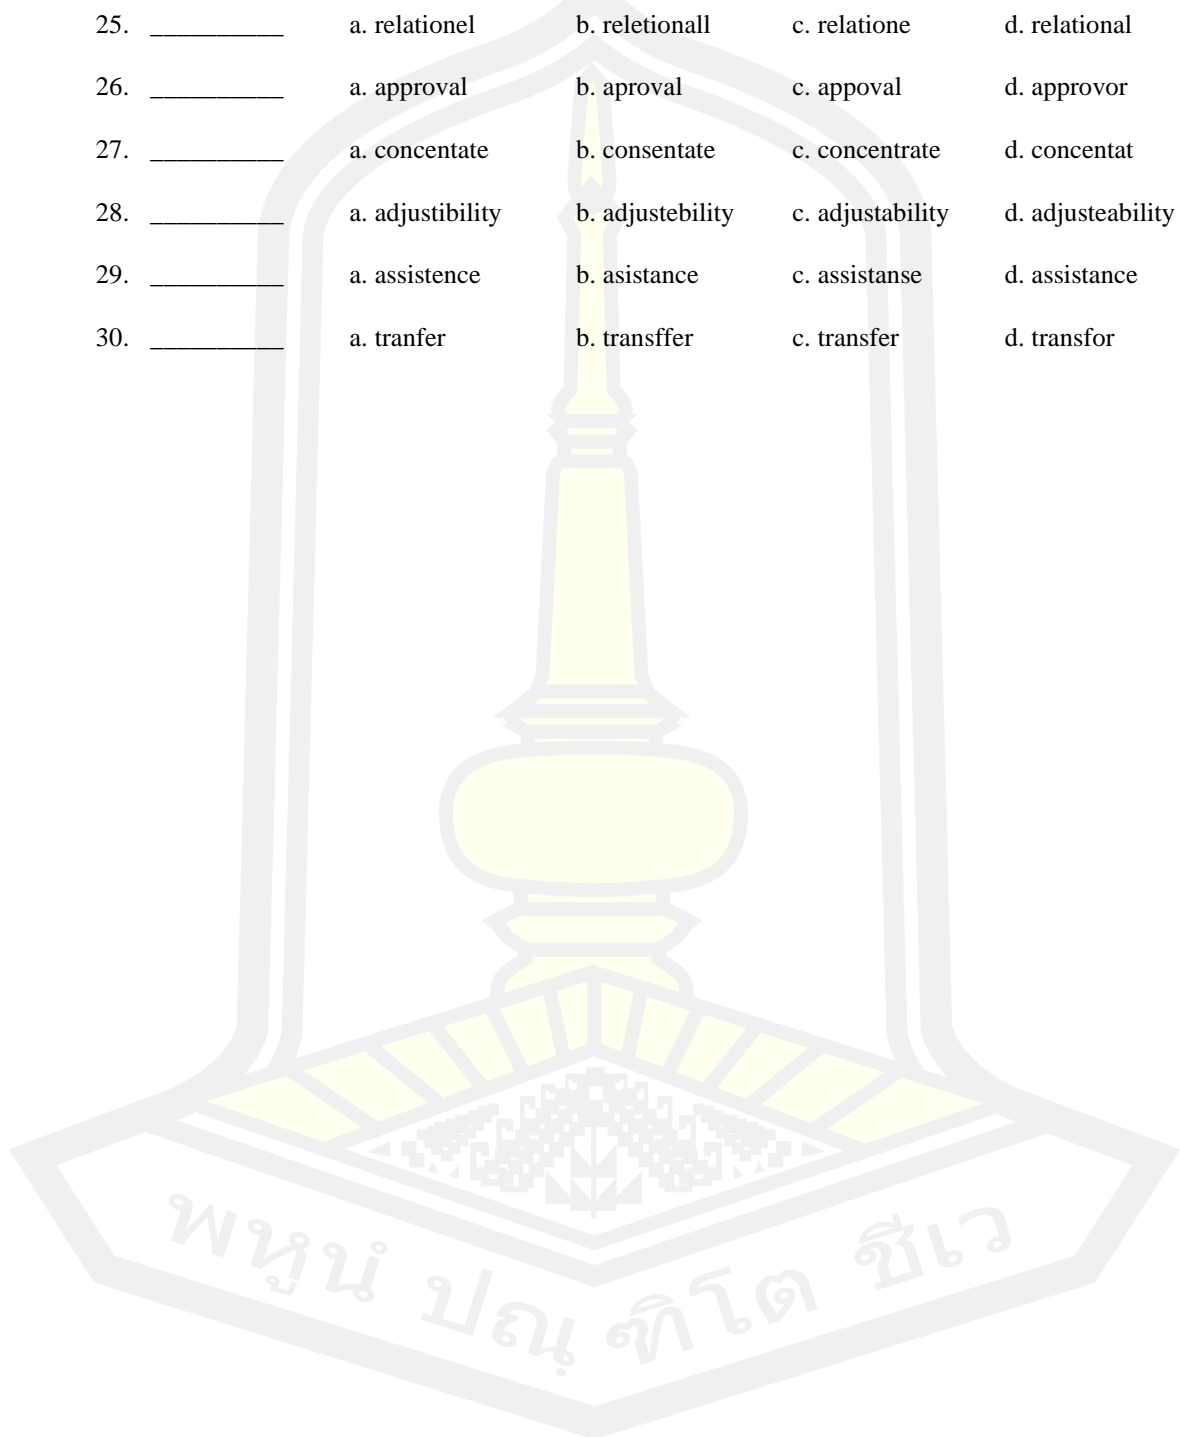 25. __________ a. relationel b. reletionall c. relatione d. relational
26. __________ a. approval b. aproval c. appoval d. approvor
27. __________ a. concentate b. consentate c. concentrate d. concentat
28. __________ a. adjustibility b. adjustebility c. adjustability d. adjusteability
29. __________ a. assistence b. asistance c. assistanse d. assistance
30. __________ a. tranfer b. transffer c. transfer d. transfor
พหูนํ ปณฺฑิโต ชีเว